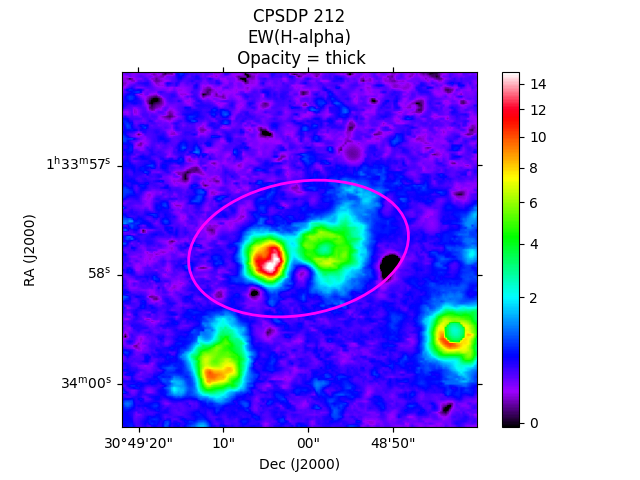 CPSDP 212
EW(H-alpha)
Opacity = thick
14
12
10
8
6
4
2
0
1ʰ33ᵐ57ˢ
58ˢ
34ᵐ00ˢ
RA (J2000)
30°49'20" 10" 00" 48'50"
Dec (J2000)